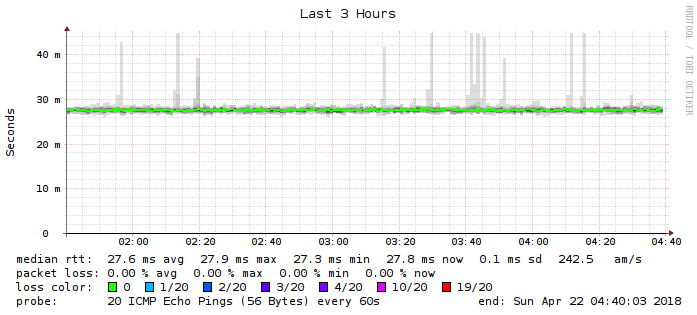 Last 3 Hours
RRDTOOL / TOBI OETIKER
Seconds
40 m
30 m
20 m
10 m
0
02:00 02:20 02:40 03:00 03:20 03:40 04:00 04:20 04:40
median rtt: 27.6 ms avg 27.9 ms max 27.3 ms min 27.8 ms now 0.1 ms sd 242.5 am/s
packet loss: 0.00 % avg 0.00 % max 0.00 % min 0.00 % now
loss color: 0 1/20 2/20 3/20 4/20 10/20 19/20
probe: 20 ICMP Echo Pings (56 Bytes) every 60s end: Sun Apr 22 04:40:03 2018